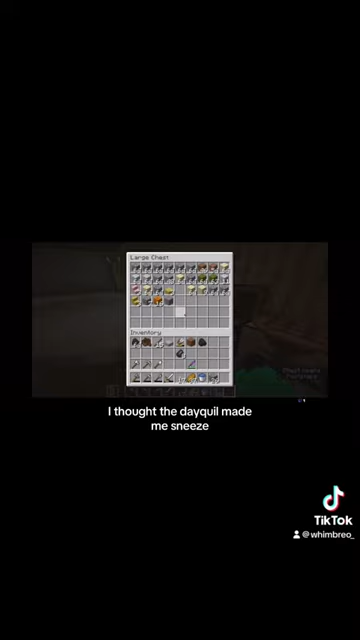 Large Chest
Inventory
I thought the dayquil made
me sneeze
TikTok
@whimbreo_